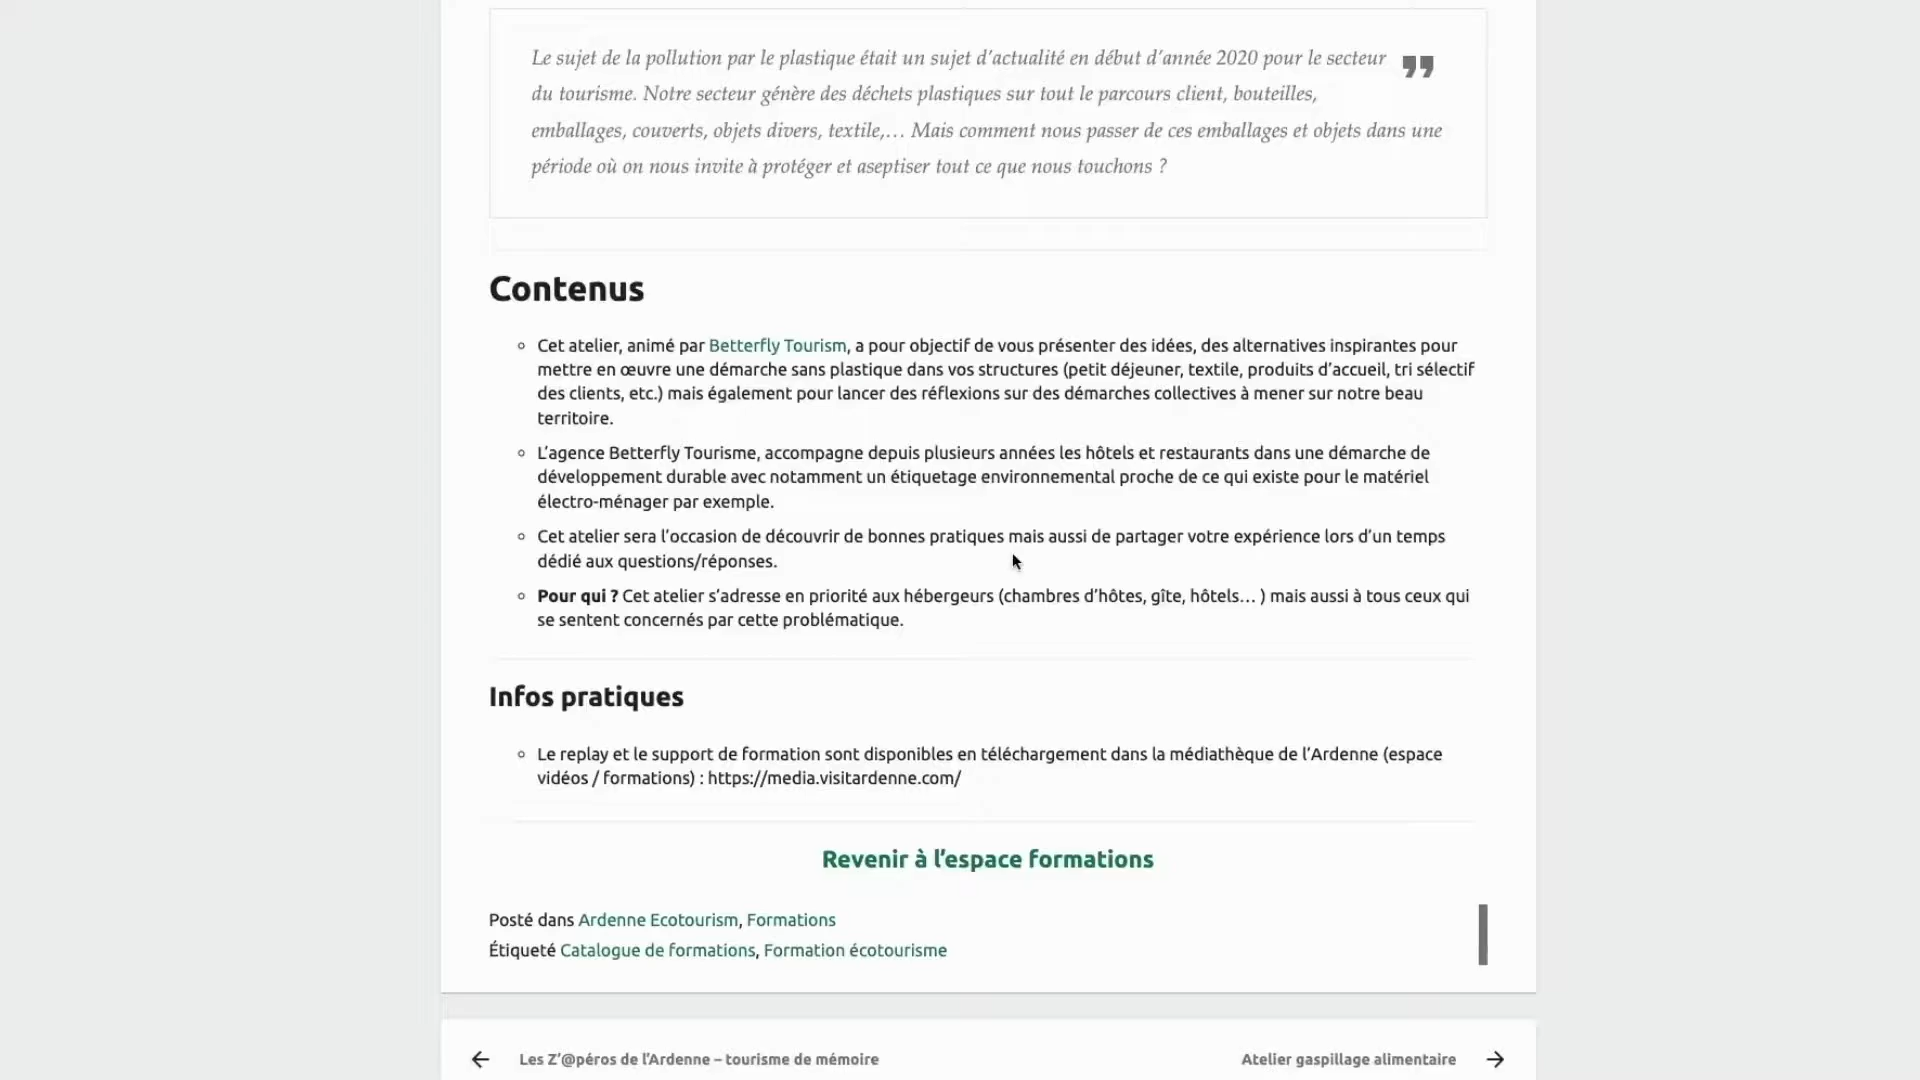 Le sujet de la pollution par le plastique était un sujet d’actualité en début d’année 2020 pour le secteur
du tourisme. Notre secteur génère des déchets plastiques sur tout le parcours client, bouteilles,
emballages, couverts, objets divers, textile,… Mais comment nous passer de ces emballages et objets dans une
période où on nous invite à protéger et aseptiser tout ce que nous touchons ?
Contenus
Cet atelier, animé par Betterfly Tourism, a pour objectif de vous présenter des idées, des alternatives inspirantes pour
mettre en œuvre une démarche sans plastique dans vos structures (petit déjeuner, textile, produits d’accueil, tri sélectif
des clients, etc.) mais également pour lancer des réflexions sur des démarches collectives à mener sur notre beau
territoire.
L’agence Betterfly Tourisme, accompagne depuis plusieurs années les hôtels et restaurants dans une démarche de
développement durable avec notamment un étiquetage environnemental proche de ce qui existe pour le matériel
électro-ménager par exemple.
Cet atelier sera l’occasion de découvrir de bonnes pratiques mais aussi de partager votre expérience lors d’un temps
dédié aux questions/réponses.
Pour qui ? Cet atelier s’adresse en priorité aux hébergeurs (chambres d’hôtes, gîte, hôtels… ) mais aussi à tous ceux qui
se sentent concernés par cette problématique.
Infos pratiques
Le replay et le support de formation sont disponibles en téléchargement dans la médiathèque de l’Ardenne (espace
vidéos / formations) : https://media.visitardenne.com/
Revenir à l’espace formations
Posté dans Ardenne Ecotourism, Formations
Étiqueté Catalogue de formations, Formation écotourisme
Les Z’@péros de l’Ardenne – tourisme de mémoire
Atelier gaspillage alimentaire